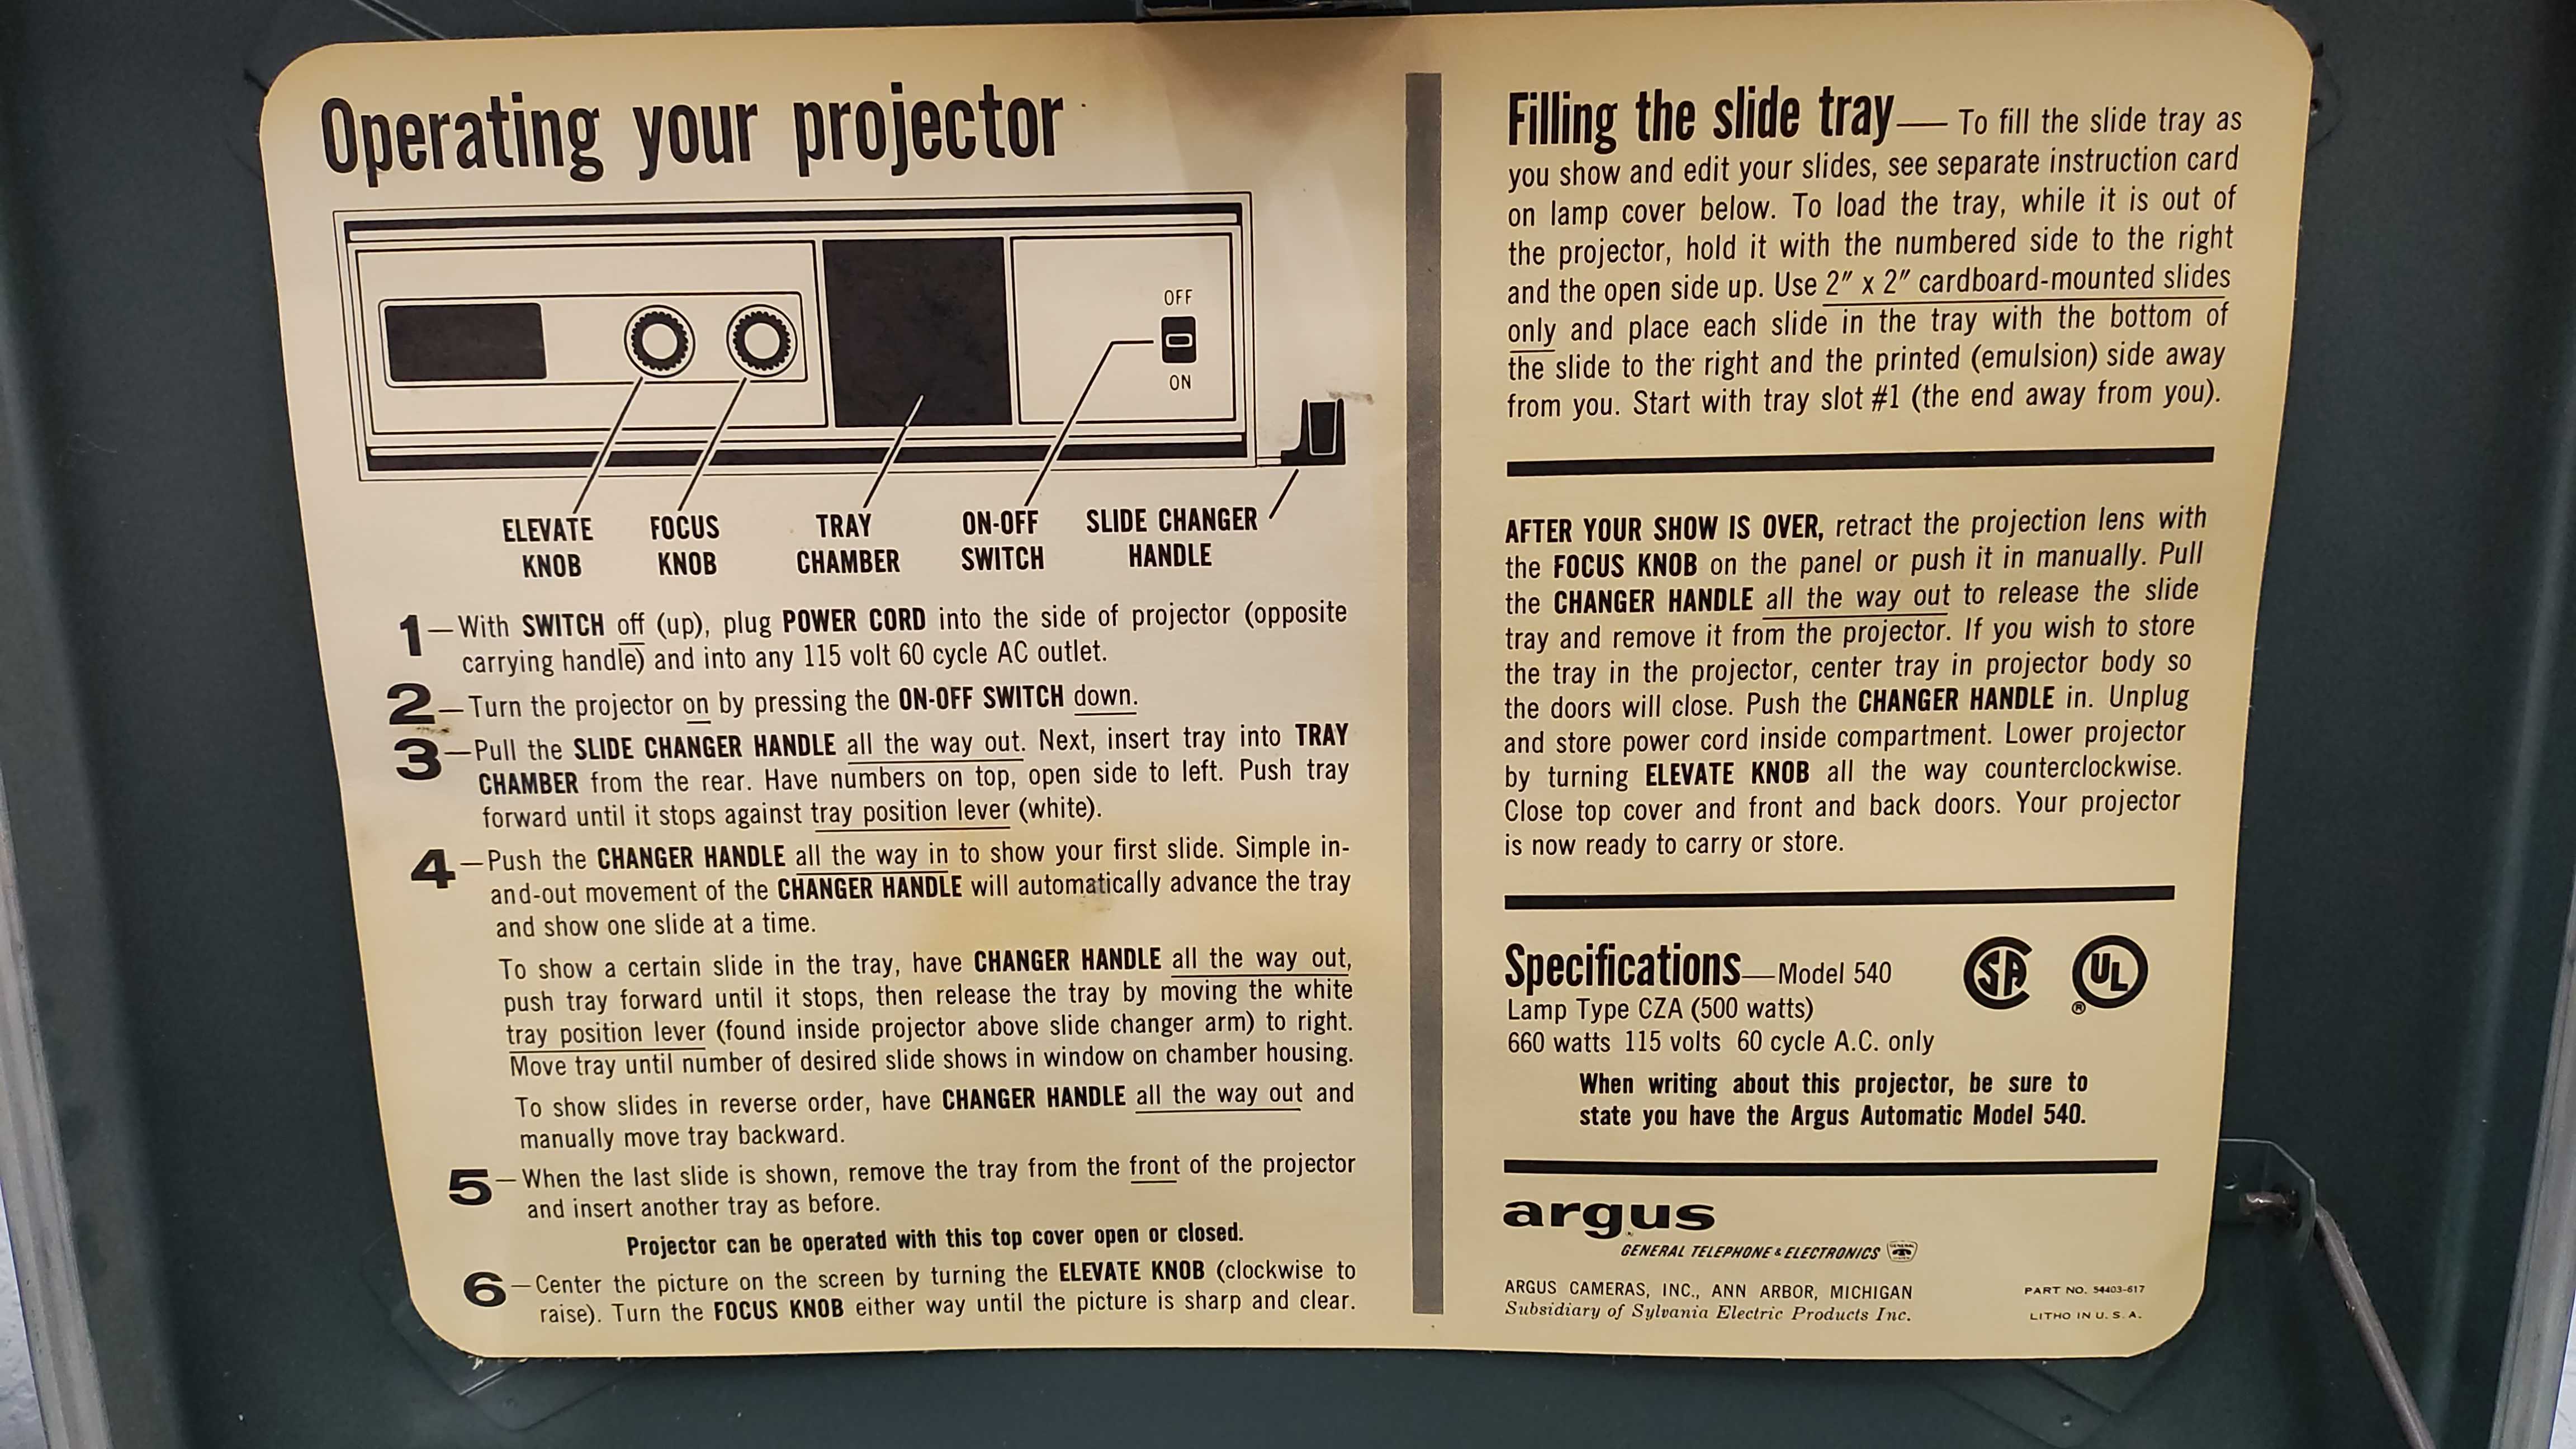 Operating your projector
OFF
ON
ELEVATE KNOB
FOCUS KNOB
TRAY CHAMBER
ON-OFF SWITCH
SLIDE CHANGER HANDLE
1—With SWITCH off (up), plug POWER CORD into the side of projector (opposite
carrying handle) and into any 115 volt 60 cycle AC outlet.
2—Turn the projector on by pressing the ON-OFF SWITCH down.
3—Pull the SLIDE CHANGER HANDLE all the way out. Next, insert tray into TRAY
CHAMBER from the rear. Have numbers on top, open side to left. Push tray
forward until it stops against tray position lever (white).
4—Push the CHANGER HANDLE all the way in to show your first slide. Simple in-
and-out movement of the CHANGER HANDLE will automatically advance the tray
and show one slide at a time.
To show a certain slide in the tray, have CHANGER HANDLE all the way out,
push tray forward until it stops, then release the tray by moving the white
tray position lever (found inside projector above slide changer arm) to right.
Move tray until number of desired slide shows in window on chamber housing.
To show slides in reverse order, have CHANGER HANDLE all the way out and
manually move tray backward.
5—When the last slide is shown, remove the tray from the front of the projector
and insert another tray as before.
Projector can be operated with this top cover open or closed.
6—Center the picture on the screen by turning the ELEVATE KNOB (clockwise to
raise). Turn the FOCUS KNOB either way until the picture is sharp and clear.
Filling the slide tray—To fill the slide tray as
you show and edit your slides, see separate instruction card
on lamp cover below. To load the tray, while it is out of
the projector, hold it with the numbered side to the right
and the open side up. Use 2″ x 2″ cardboard-mounted slides
only and place each slide in the tray with the bottom of
the slide to the right and the printed (emulsion) side away
from you. Start with tray slot #1 (the end away from you).
AFTER YOUR SHOW IS OVER, retract the projection lens with
the FOCUS KNOB on the panel or push it in manually. Pull
the CHANGER HANDLE all the way out to release the slide
tray and remove it from the projector. If you wish to store
the tray in the projector, center tray in projector body so
the doors will close. Push the CHANGER HANDLE in. Unplug
and store power cord inside compartment. Lower projector
by turning ELEVATE KNOB all the way counterclockwise.
Close top cover and front and back doors. Your projector
is now ready to carry or store.
Specifications—Model 540
SA UL ®
Lamp Type CZA (500 watts)
660 watts 115 volts 60 cycle A.C. only
When writing about this projector, be sure to
state you have the Argus Automatic Model 540.
argus
GENERAL TELEPHONE & ELECTRONICS
ARGUS CAMERAS, INC., ANN ARBOR, MICHIGAN
Subsidiary of Sylvania Electric Products Inc.
PART NO. 54403-617
LITHO IN U. S. A.